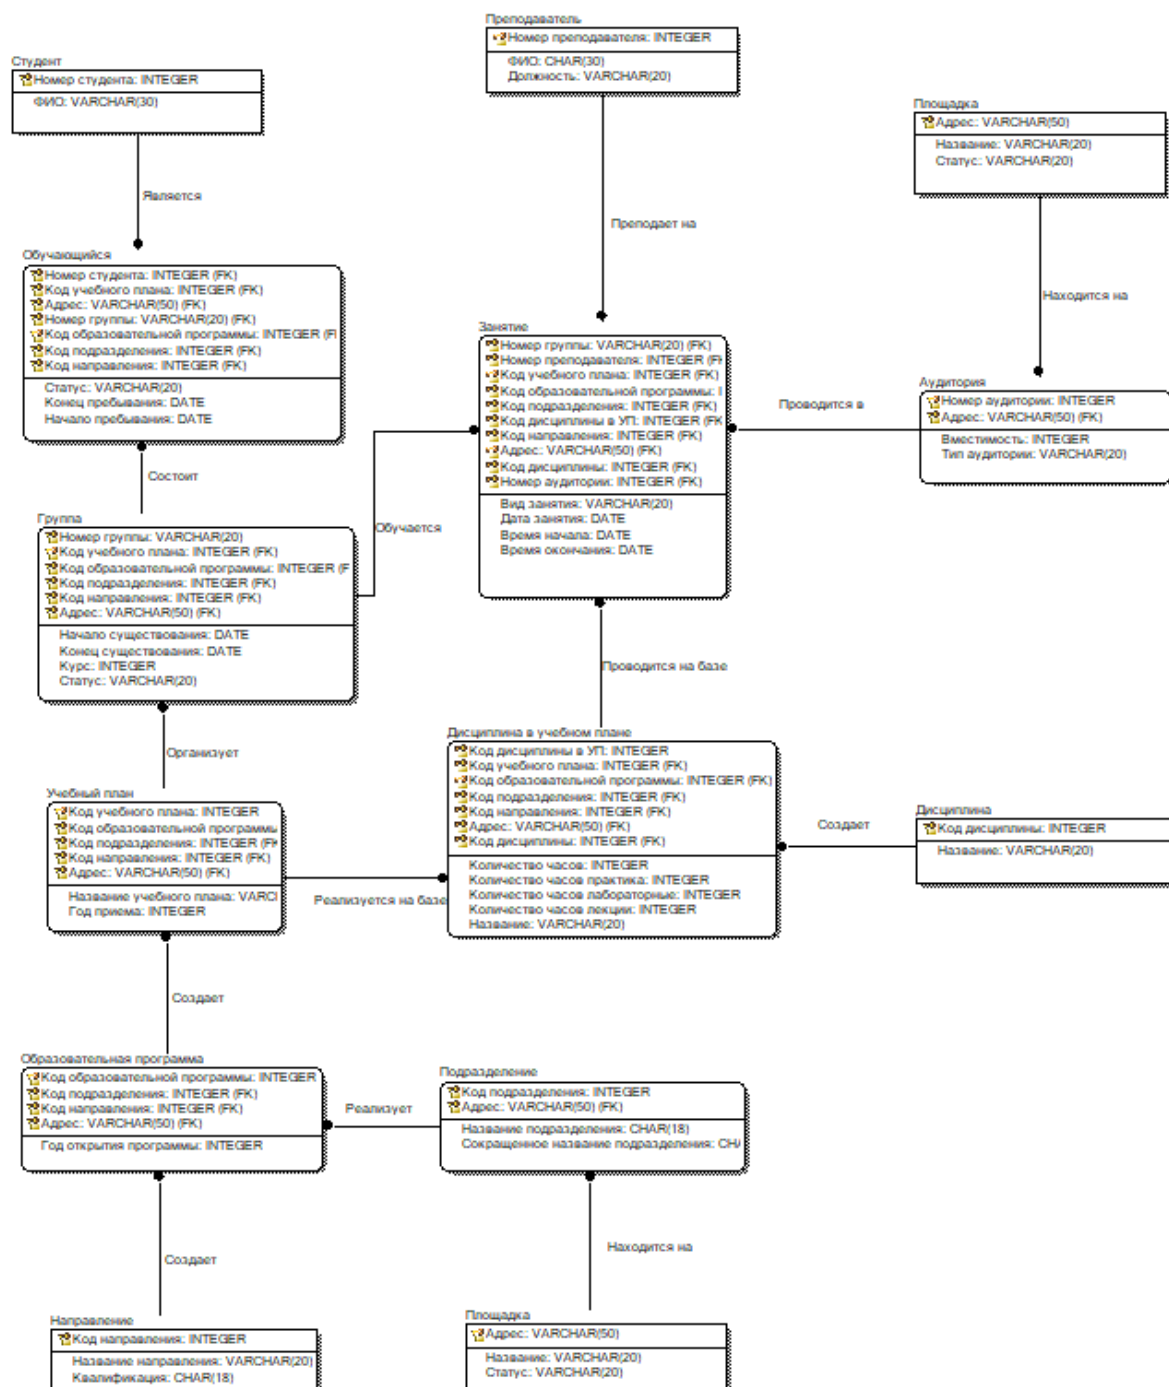 Преподаватель
Номер преподавателя: INTEGER
ФИО: CHAR(30)
Должность: VARCHAR(20)
Студент
Номер студента: INTEGER
ФИО: VARCHAR(30)
Площадка
Адрес: VARCHAR(50)
Название: VARCHAR(20)
Статус: VARCHAR(20)
Является
Преподает на
Находится на
Обучающийся
Номер студента: INTEGER (FK)
Код учебного плана: INTEGER (FK)
Адрес: VARCHAR(50) (FK)
Номер группы: VARCHAR(20) (FK)
Код образовательной программы: INTEGER (F
Код подразделения: INTEGER (FK)
Код направления: INTEGER (FK)
Статус: VARCHAR(20)
Конец пребывания: DATE
Начало пребывания: DATE
Занятие
Номер группы: VARCHAR(20) (FK)
Номер преподавателя: INTEGER (FK
Код учебного плана: INTEGER (FK)
Код образовательной программы: I
Код подразделения: INTEGER (FK)
Код дисциплины в УП: INTEGER (FK
Код направления: INTEGER (FK)
Адрес: VARCHAR(50) (FK)
Код дисциплины: INTEGER (FK)
Номер аудитории: INTEGER (FK)
Вид занятия: VARCHAR(20)
Дата занятия: DATE
Время начала: DATE
Время окончания: DATE
Проводится в
Аудитория
Номер аудитории: INTEGER
Адрес: VARCHAR(50) (FK)
Вместимость: INTEGER
Тип аудитории: VARCHAR(20)
Состоит
Обучается
Группа
Номер группы: VARCHAR(20)
Код учебного плана: INTEGER (FK)
Код образовательной программы: INTEGER (F
Код подразделения: INTEGER (FK)
Код направления: INTEGER (FK)
Адрес: VARCHAR(50) (FK)
Начало существования: DATE
Конец существования: DATE
Курс: INTEGER
Статус: VARCHAR(20)
Проводится на базе
Организует
Дисциплина в учебном плане
Код дисциплины в УП: INTEGER
Код учебного плана: INTEGER (FK)
Код образовательной программы: INTEGER (FK)
Код подразделения: INTEGER (FK)
Код направления: INTEGER (FK)
Адрес: VARCHAR(50) (FK)
Код дисциплины: INTEGER (FK)
Количество часов: INTEGER
Количество часов практика: INTEGER
Количество часов лабораторные: INTEGER
Количество часов лекции: INTEGER
Название: VARCHAR(20)
Учебный план
Код учебного плана: INTEGER
Код образовательной программы
Код подразделения: INTEGER (FK
Код направления: INTEGER (FK)
Адрес: VARCHAR(50) (FK)
Название учебного плана: VARCI
Год приема: INTEGER
Реализуется на базе
Создает
Дисциплина
Код дисциплины: INTEGER
Название: VARCHAR(20)
Создает
Образовательная программа
Код образовательной программы: INTEGER
Код подразделения: INTEGER (FK)
Код направления: INTEGER (FK)
Адрес: VARCHAR(50) (FK)
Год открытия программы: INTEGER
Реализует
Подразделение
Код подразделения: INTEGER
Адрес: VARCHAR(50) (FK)
Название подразделения: CHAR(18)
Сокращенное название подразделения: CHA
Создает
Находится на
Направление
Код направления: INTEGER
Название направления: VARCHAR(20)
Квалификация: CHAR(18)
Площадка
Адрес: VARCHAR(50)
Название: VARCHAR(20)
Статус: VARCHAR(20)